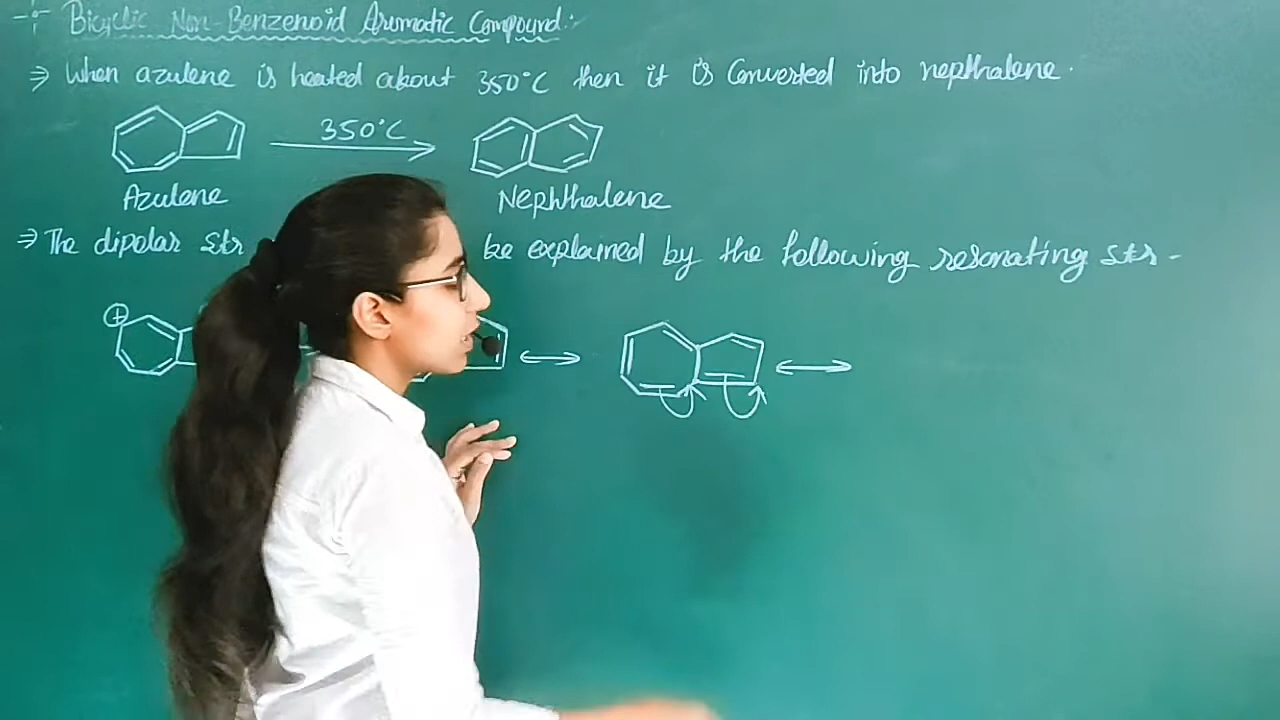 Bicyclic Non-Benzenoid Aromatic Compound:-
⇒ When azulene is heated about 350°C then it is Converted into nepthalene.
350°C
Azulene
Nephthalene
⇒ The dipolar str be explained by the following resonating str -
⊕